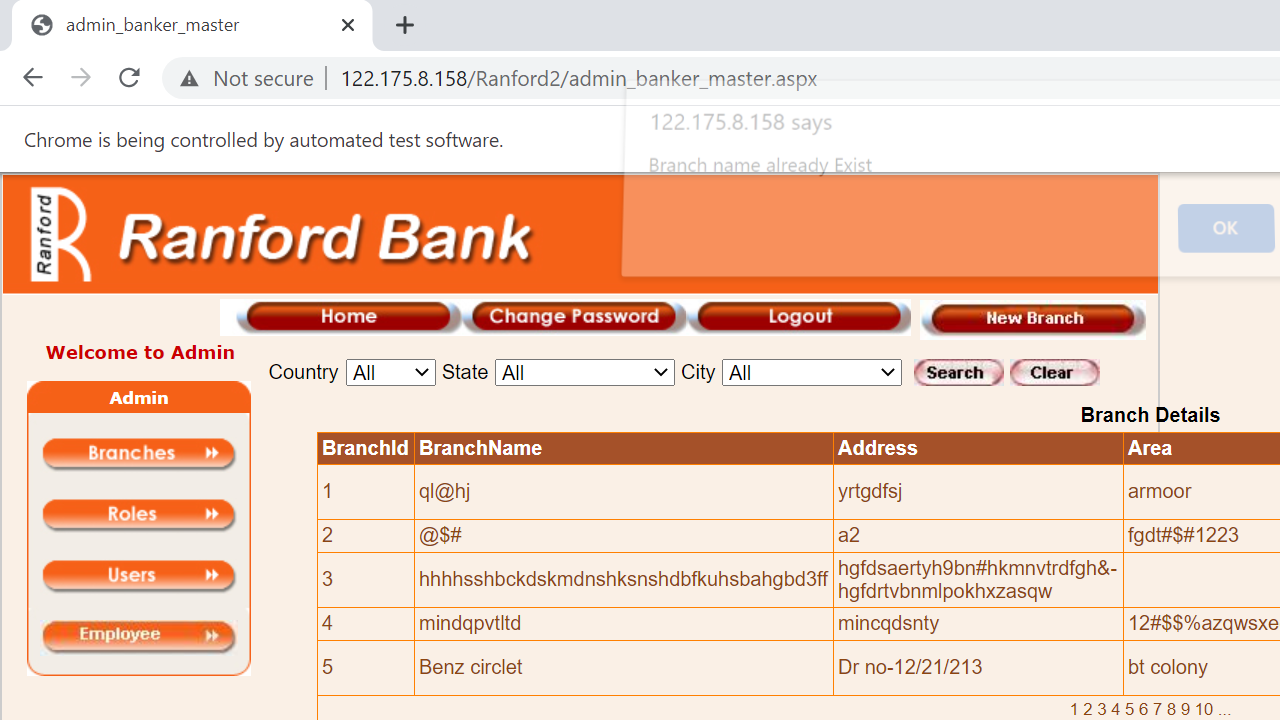 admin_banker_master
Not secure | 122.175.8.158/Ranford2/admin_banker_master.aspx
122.175.8.158 says
Chrome is being controlled by automated test software.
Branch name already Exist
Ranford
Ranford Bank
OK
Home Change Password Logout New Branch
Welcome to Admin
Country All State All City All Search Clear
Admin
Branch Details
BranchId BranchName Address Area
Branches
1 ql@hj yrtgdfsj armoor
Roles
2 @$# a2 fgdt#$#1223
Users
3 hhhhsshbckdskmdnshksnshdbfkuhsbahgbd3ff hgfdsaertyh9bn#hkmnvtrdfgh&-
hgfdrtvbnmlpokhxzasqw
Employee
4 mindqpvtltd mincqdsnty 12#$$%azqwsxe
5 Benz circlet Dr no-12/21/213 bt colony
1 2 3 4 5 6 7 8 9 10 ...